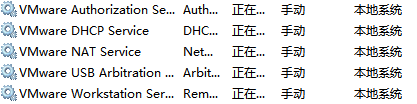 VMware Authorization Se... Auth... 正在... 手动 本地系统
VMware DHCP Service DHC... 正在... 手动 本地系统
VMware NAT Service Net... 正在... 手动 本地系统
VMware USB Arbitration ... Arbit... 正在... 手动 本地系统
VMware Workstation Ser... Rem... 正在... 手动 本地系统